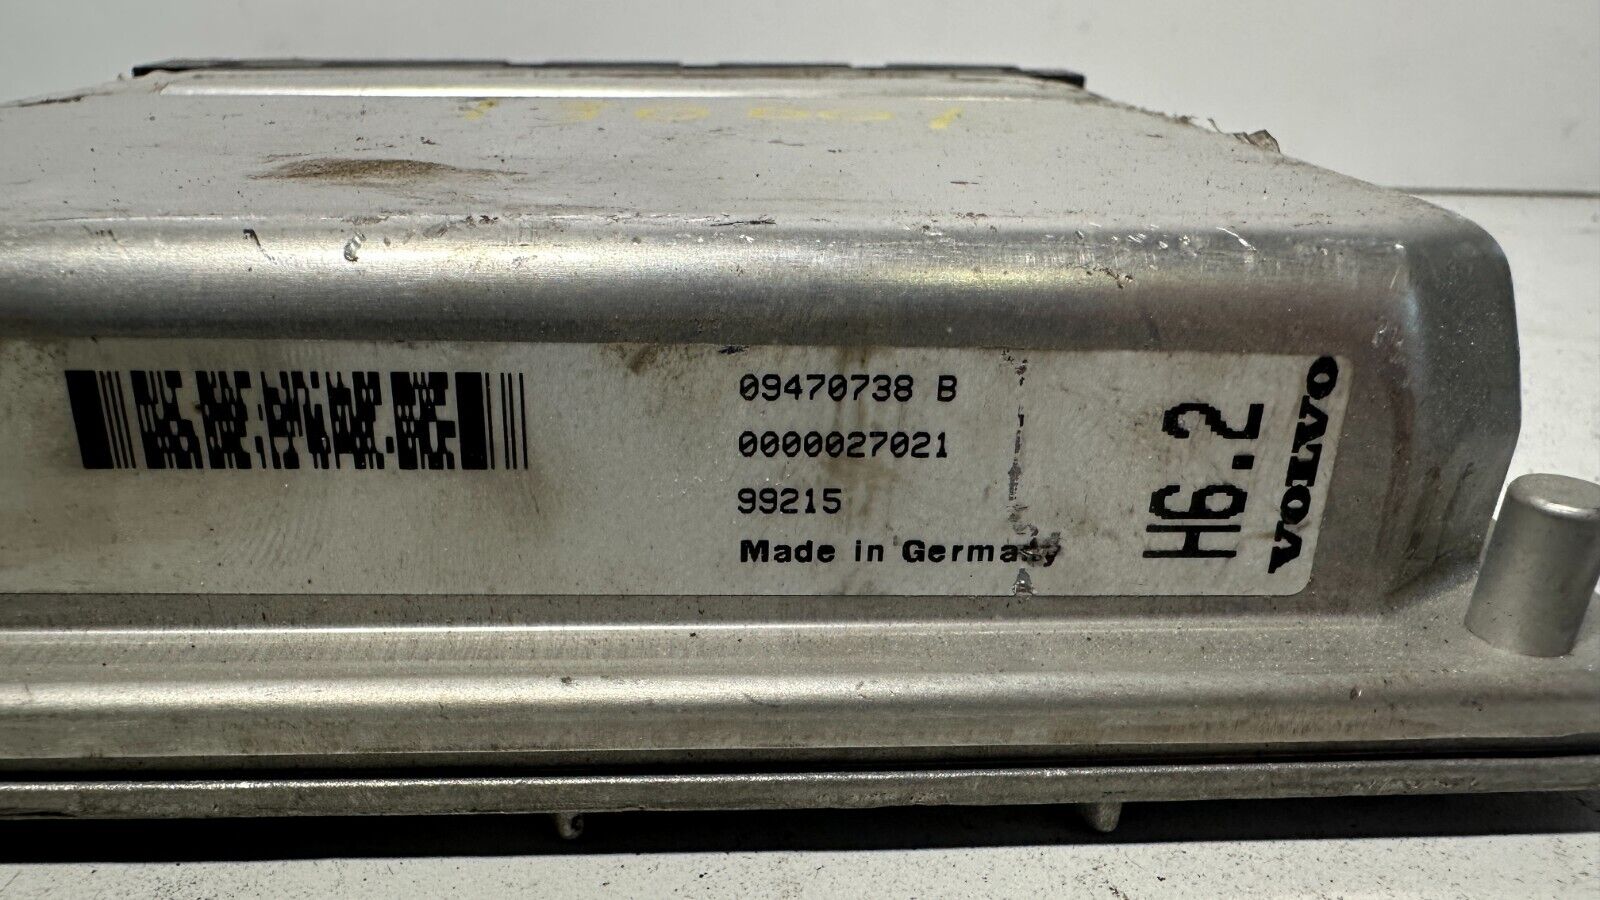 09470738 B
0000027021
99215
Made in Germany
H6.2
VOLVO